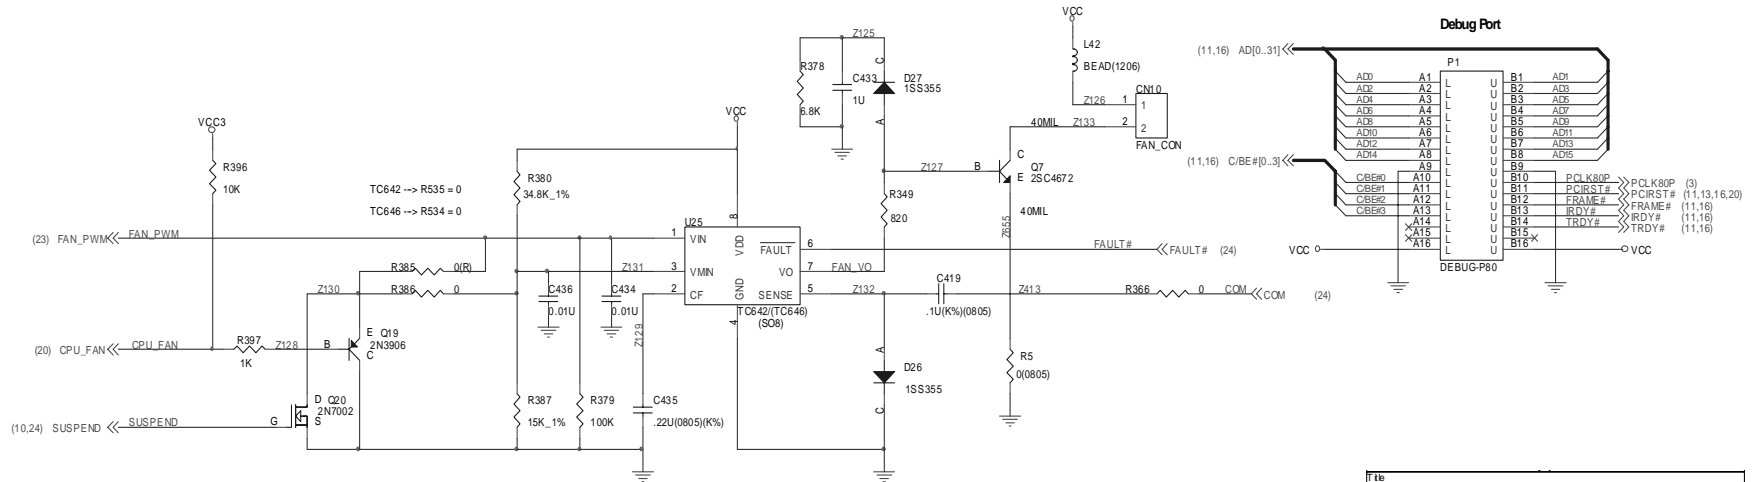 VCC
Debug Port
Z125
L42
BEAD(1206)
(11,16) AD[0..31]
P1
R378
6.8K
C433
1U
C
D27
1SS355
A
CN10
Z126 1 1
40MIL Z133 2 2
FAN_CON
AD0 A1 L U B1 AD1
AD2 A2 L U B2 AD3
AD4 A3 L U B3 AD5
AD6 A4 L U B4 AD7
AD8 A5 L U B5 AD9
AD10 A6 L U B6 AD11
AD12 A7 L U B7 AD13
AD14 A8 L U B8 AD15
A9 L U B9
C/BE#0 A10 L U B10 PCLK80P PCLK80P (3)
C/BE#1 A11 L U B11 PCIRST# PCIRST# (11,13,16,20)
C/BE#2 A12 L U B12 FRAME# FRAME# (11,16)
C/BE#3 A13 L U B13 IRDY# IRDY# (11,16)
A14 L U B14 TRDY# TRDY# (11,16)
A15 L U B15
VCC A16 L U B16 VCC
DEBUG-P80
(11,16) C/BE#[0..3]
VCC3
VCC
R396
10K
TC642 --> R535 = 0
TC646 --> R534 = 0
R380
34.8K_1%
Z127 B
C
E
Q7
2SC4672
R349
820
40MIL
Z655
U25
8
(23) FAN_PWM FAN_PWM 1 VIN
VDD
FAULT 6 FAULT# FAULT# (24)
R385 0(R)
Z131 3 VMIN
VO 7 FAN_VO
R386 0
Z130
2 CF
GND
SENSE 5 Z132
C419
.1U(K%)(0805)
Z413
R366 0 COM COM (24)
C436
0.01U
C434
0.01U
TC642/(TC646)
(SO8)
4
Z129
(20) CPU_FAN CPU_FAN
R397
1K
Z128 B
E
C
Q19
2N3906
A
D26
1SS355
C
R5
0(0805)
D
S
Q20
2N7002
R387
15K_1%
R379
100K
C435
.22U(0805)(K%)
(10,24) SUSPEND SUSPEND G
Title